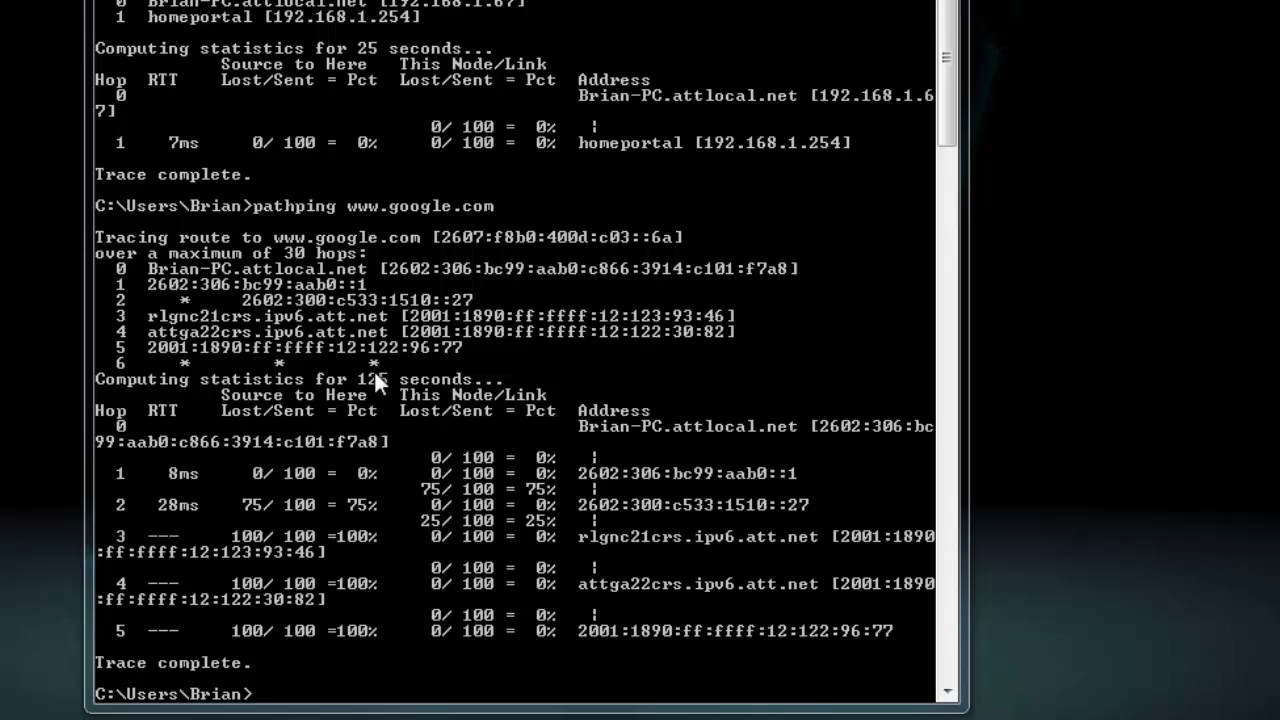 0 Brian-PC.attlocal.net [192.168.1.67]
1 homeportal [192.168.1.254]
Computing statistics for 25 seconds...
Source to Here This Node/Link
Hop RTT Lost/Sent = Pct Lost/Sent = Pct Address
0 Brian-PC.attlocal.net [192.168.1.6
7]
0/ 100 = 0% |
1 7ms 0/ 100 = 0% 0/ 100 = 0% homeportal [192.168.1.254]
Trace complete.
C:\Users\Brian>pathping www.google.com
Tracing route to www.google.com [2607:f8b0:400d:c03::6a]
over a maximum of 30 hops:
0 Brian-PC.attlocal.net [2602:306:bc99:aab0:c866:3914:c101:f7a8]
1 2602:306:bc99:aab0::1
2 * 2602:300:c533:1510::27
3 rlgnc21crs.ipv6.att.net [2001:1890:ff:ffff:12:123:93:46]
4 attga22crs.ipv6.att.net [2001:1890:ff:ffff:12:122:30:82]
5 2001:1890:ff:ffff:12:122:96:77
6 * * *
Computing statistics for 125 seconds...
Source to Here This Node/Link
Hop RTT Lost/Sent = Pct Lost/Sent = Pct Address
0 Brian-PC.attlocal.net [2602:306:bc
99:aab0:c866:3914:c101:f7a8]
0/ 100 = 0% |
1 8ms 0/ 100 = 0% 0/ 100 = 0% 2602:306:bc99:aab0::1
75/ 100 = 75% |
2 28ms 75/ 100 = 75% 0/ 100 = 0% 2602:300:c533:1510::27
25/ 100 = 25% |
3 --- 100/ 100 =100% 0/ 100 = 0% rlgnc21crs.ipv6.att.net [2001:1890
:ff:ffff:12:123:93:46]
0/ 100 = 0% |
4 --- 100/ 100 =100% 0/ 100 = 0% attga22crs.ipv6.att.net [2001:1890
:ff:ffff:12:122:30:82]
0/ 100 = 0% |
5 --- 100/ 100 =100% 0/ 100 = 0% 2001:1890:ff:ffff:12:122:96:77
Trace complete.
C:\Users\Brian>